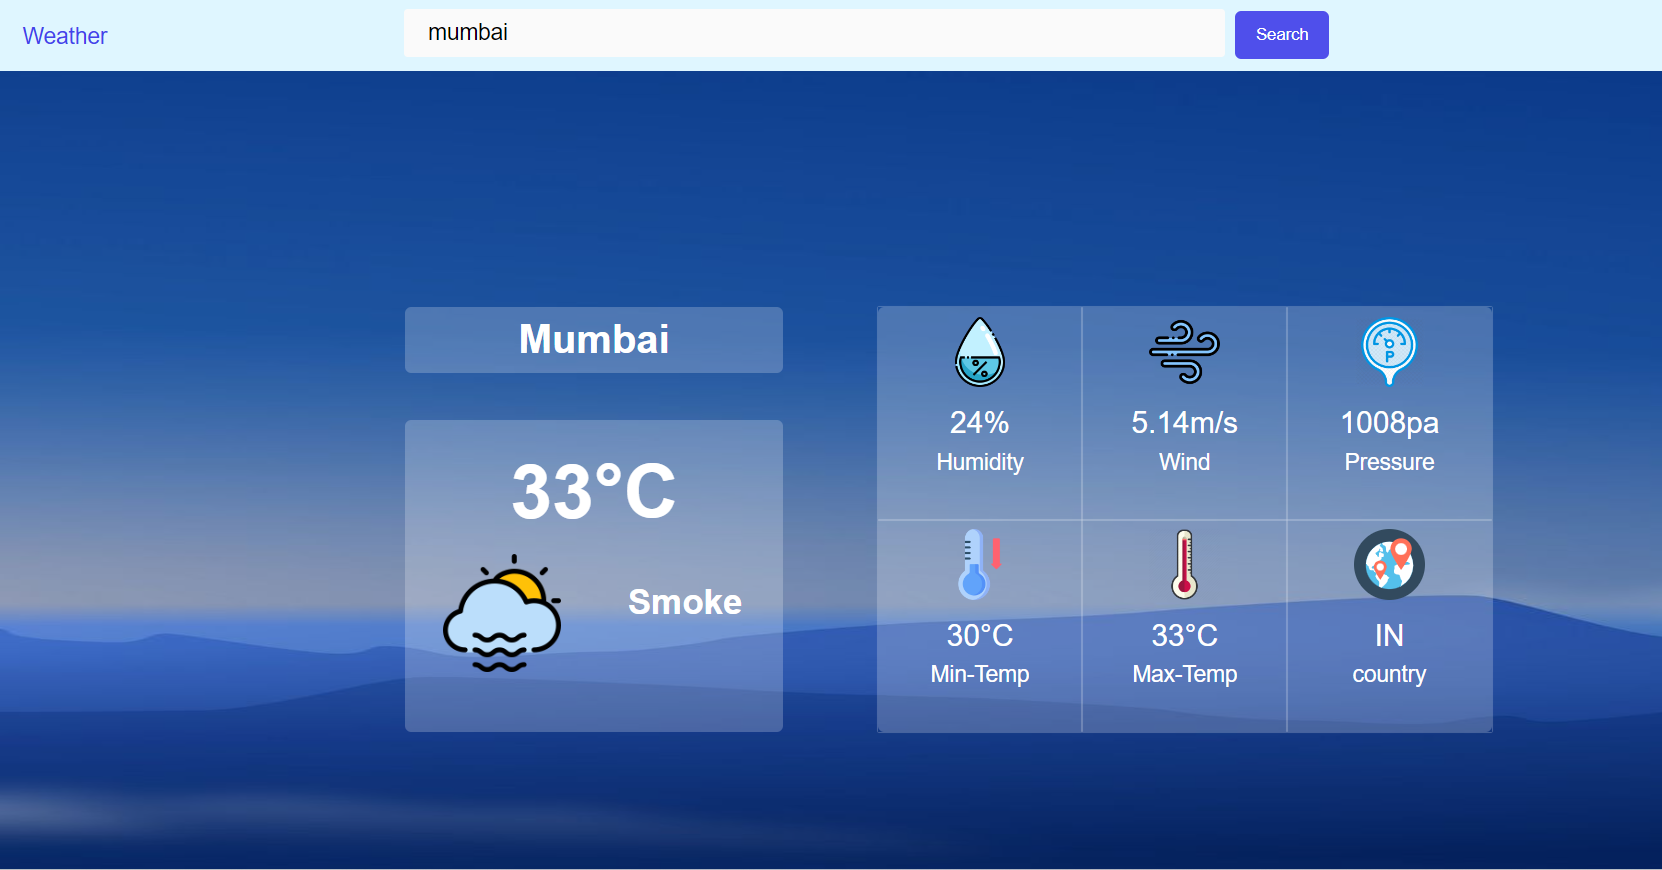 Weather
mumbai
Search
Mumbai
33°C
Smoke
24%
Humidity
5.14m/s
Wind
1008pa
Pressure
P
30°C
Min-Temp
33°C
Max-Temp
IN
country